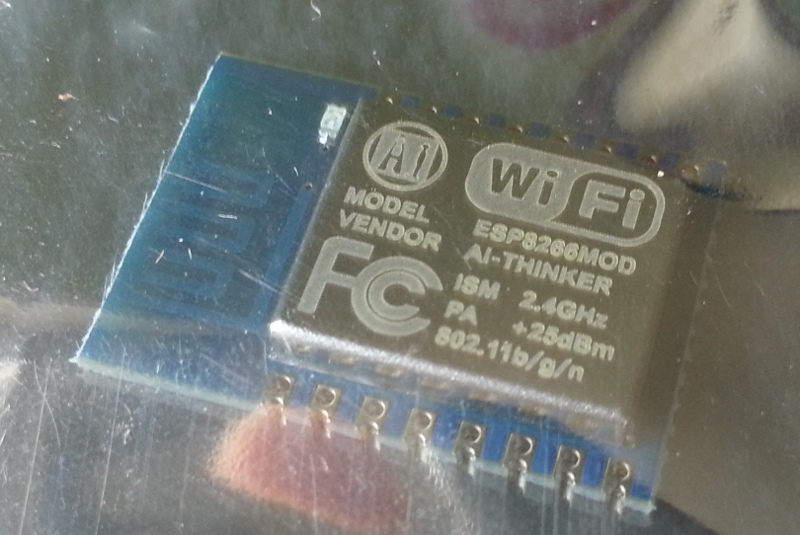 Ai
WiFi
MODEL ESP8266MOD
VENDOR AI-THINKER
FC
ISM 2.4GHz
PA +25dBm
802.11b/g/n